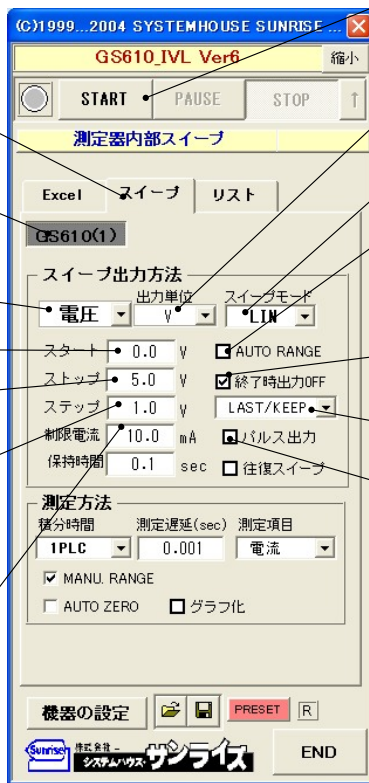 (C)1999...2004 SYSTEMHOUSE SUNRISE ...
GS610_IVL Ver6 縮小
START PAUSE STOP ↑
測定器内部スイープ
Excel スイープ リスト
GS610(1)
スイープ出力方法
出力単位 スイープモード
電圧 V LIN
スタート 0.0 V AUTO RANGE
ストップ 5.0 V 終了時出力OFF
ステップ 1.0 V LAST/KEEP
制限電流 10.0 mA パルス出力
保持時間 0.1 sec 往復スイープ
測定方法
積分時間 測定遅延(sec) 測定項目
1PLC 0.001 電流
MANU. RANGE
AUTO ZERO グラフ化
機器の設定 PRESET R
Sunrise 株式会社 システムハウス・サンライズ END